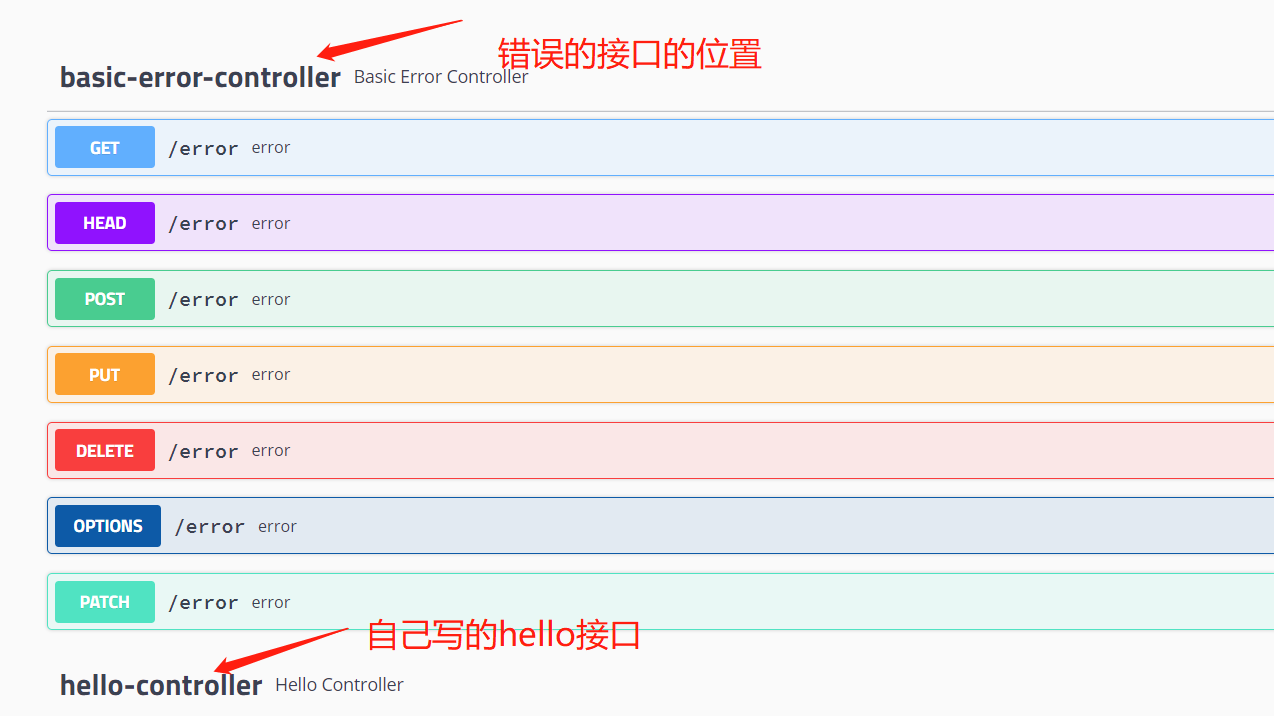 错误的接口的位置
basic-error-controller Basic Error Controller
GET /error error
HEAD /error error
POST /error error
PUT /error error
DELETE /error error
OPTIONS /error error
PATCH /error error
自己写的hello接口
hello-controller Hello Controller